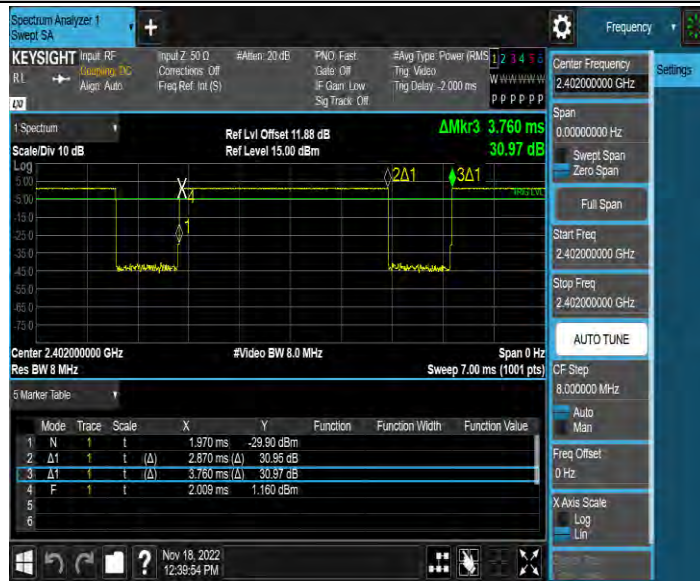 Spectrum Analyzer 1
Swept SA
+
Frequency
KEYSIGHT
Input: RF
Input Z: 50 Ω
#Atten: 20 dB
PNO: Fast
#Avg Type: Power (RMS
1 2 3 4 5 6
RL
Coupling: DC
Corrections: Off
Gate: Off
Trig: Video
W W W W W W
Align: Auto
Freq Ref: Int (S)
IF Gain: Low
Trig Delay: -2.000 ms
Sig Track: Off
P P P P P P
LXI
1 Spectrum
Ref Lvl Offset 11.88 dB
ΔMkr3 3.760 ms
Scale/Div 10 dB
Ref Level 15.00 dBm
30.97 dB
Log
5.00
-5.00
-15.0
-25.0
-35.0
-45.0
-55.0
-65.0
X
4
1
2Δ1
3Δ1
TRIG LVL
Center 2.402000000 GHz
#Video BW 8.0 MHz
Span 0 Hz
Res BW 8 MHz
Sweep 7.00 ms (1001 pts)
5 Marker Table
Mode Trace Scale X Y Function Function Width Function Value
1 N 1 t 1.970 ms -29.90 dBm
2 Δ1 1 t (Δ) 2.870 ms (Δ) 30.95 dB
3 Δ1 1 t (Δ) 3.760 ms (Δ) 30.97 dB
4 F 1 t 2.009 ms 1.160 dBm
5
6
?
Nov 18, 2022
12:39:54 PM
Center Frequency
2.402000000 GHz
Settings
Span
0.00000000 Hz
Swept Span
Zero Span
Full Span
Start Freq
2.402000000 GHz
Stop Freq
2.402000000 GHz
AUTO TUNE
CF Step
8.000000 MHz
Auto
Man
Freq Offset
0 Hz
X Axis Scale
Log
Lin